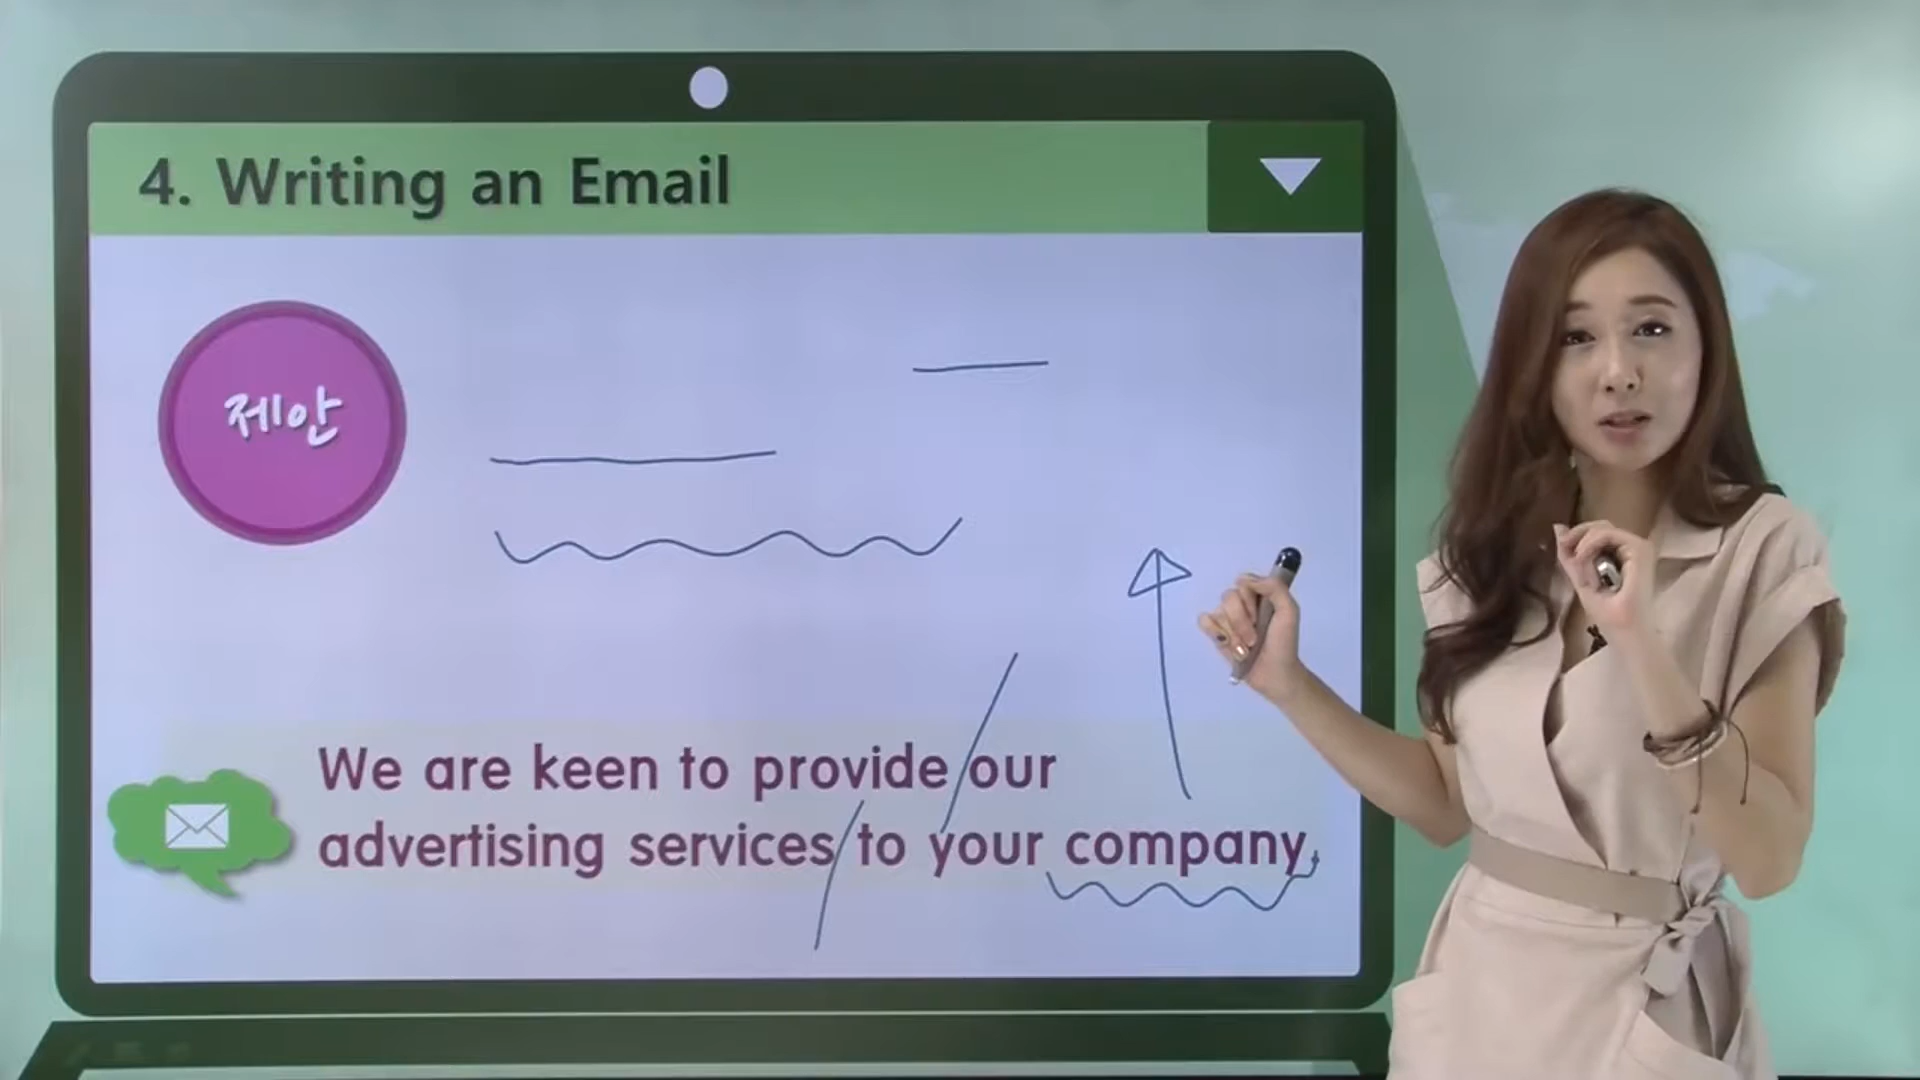 4. Writing an Email
제안
We are keen to provide our
advertising services to your company